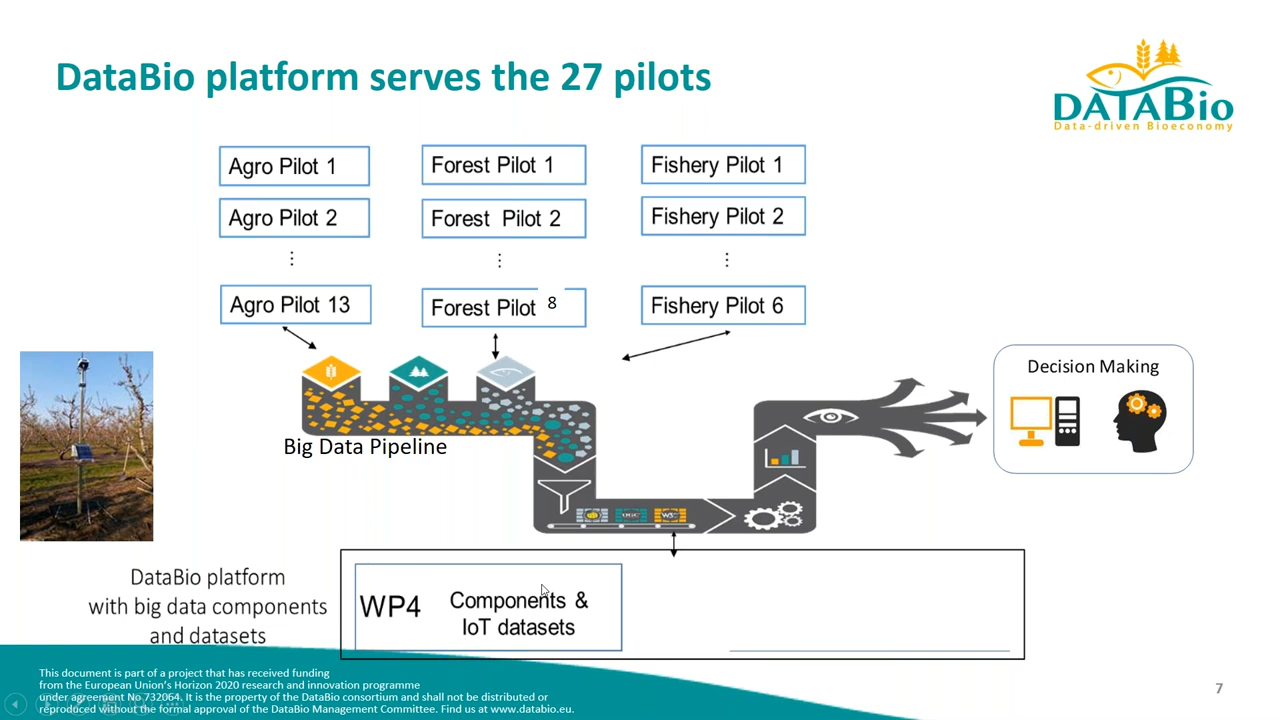 DataBio platform serves the 27 pilots
DATABio
Data-driven Bioeconomy
Agro Pilot 1
Forest Pilot 1
Fishery Pilot 1
Agro Pilot 2
Forest Pilot 2
Fishery Pilot 2
Agro Pilot 13
Forest Pilot 8
Fishery Pilot 6
Decision Making
Big Data Pipeline
DataBio platform
with big data components
and datasets
WP4
Components &
IoT datasets
This document is part of a project that has received funding
from the European Union's Horizon 2020 research and innovation programme
under agreement No 732064. It is the property of the DataBio consortium and shall not be distributed or
reproduced without the formal approval of the DataBio Management Committee. Find us at www.databio.eu.
7